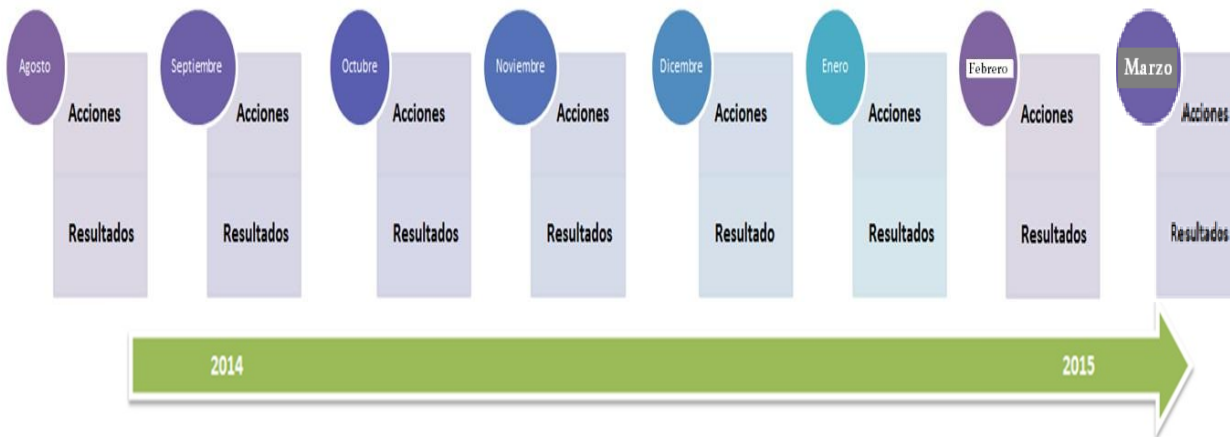 Agosto
Septiembre
Octubre
Noviembre
Dicembre
Enero
Febrero
Marzo
Acciones
Acciones
Acciones
Acciones
Acciones
Acciones
Acciones
Acciones
Resultados
Resultados
Resultados
Resultados
Resultado
Resultados
Resultados
Resultados
2014
2015